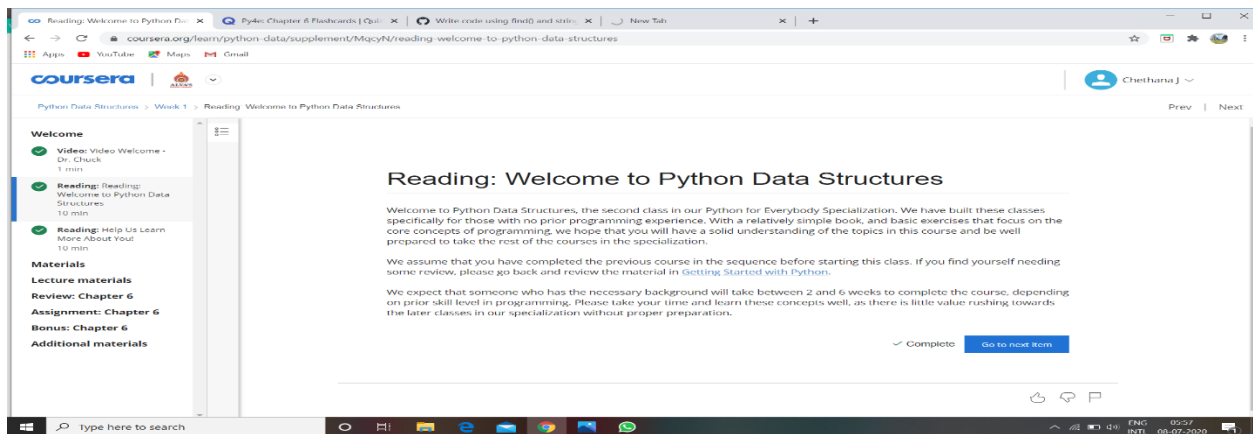 Reading: Welcome to Python Dat
Py4e: Chapter 6 Flashcards | Quiz
Write code using find() and string
New Tab
coursera.org/learn/python-data/supplement/MqcyN/reading-welcome-to-python-data-structures
Apps YouTube Maps Gmail
coursera
Chethana J
Python Data Structures > Week 1 > Reading: Welcome to Python Data Structures
Prev | Next
Welcome
Video: Video Welcome -
Dr. Chuck
1 min
Reading: Reading:
Welcome to Python Data
Structures
10 min
Reading: Help Us Learn
More About You!
10 min
Materials
Lecture materials
Review: Chapter 6
Assignment: Chapter 6
Bonus: Chapter 6
Additional materials
Reading: Welcome to Python Data Structures
Welcome to Python Data Structures, the second class in our Python for Everybody Specialization. We have built these classes
specifically for those with no prior programming experience. With a relatively simple book, and basic exercises that focus on the
core concepts of programming, we hope that you will have a solid understanding of the topics in this course and be well
prepared to take the rest of the courses in the specialization.
We assume that you have completed the previous course in the sequence before starting this class. If you find yourself needing
some review, please go back and review the material in Getting Started with Python.
We expect that someone who has the necessary background will take between 2 and 6 weeks to complete the course, depending
on prior skill level in programming. Please take your time and learn these concepts well, as there is little value rushing towards
the later classes in our specialization without proper preparation.
Complete
Go to next item
Type here to search
ENG
INTL
05:57
08-07-2020